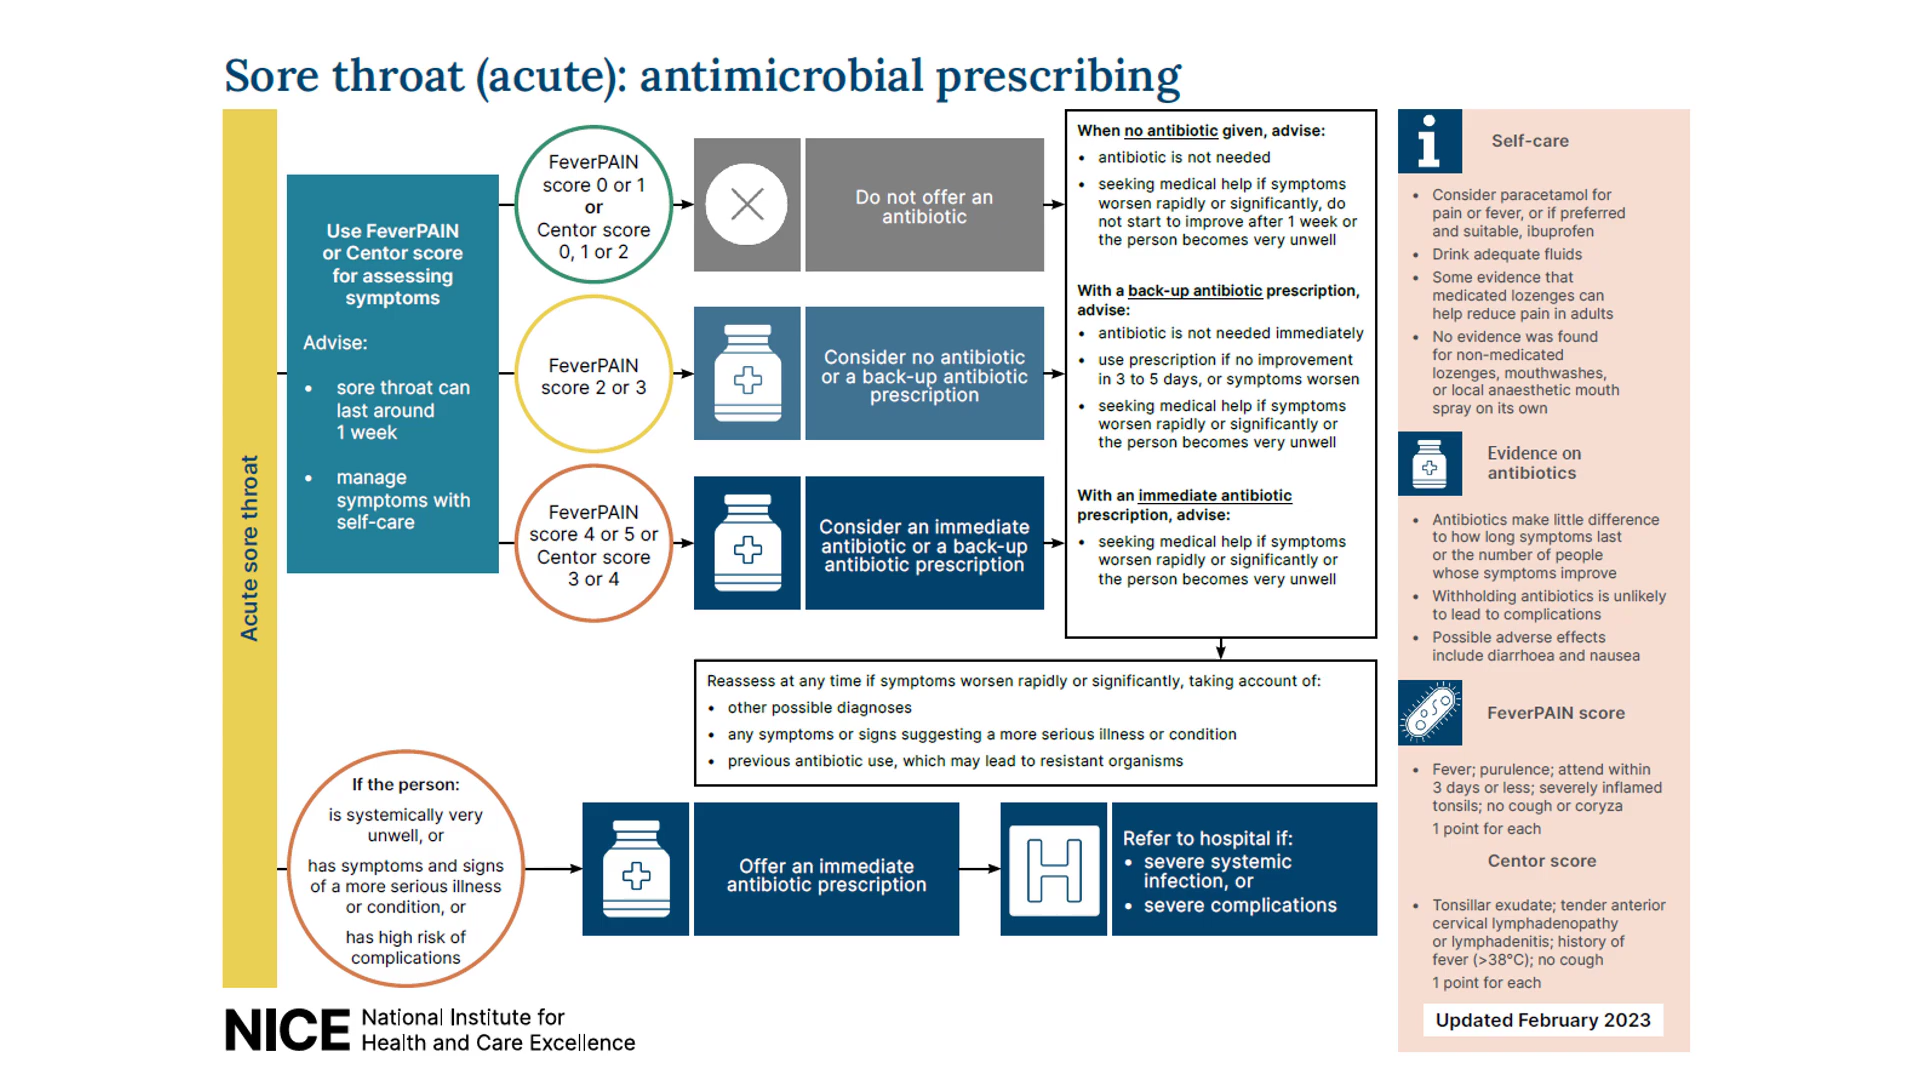 Sore throat (acute): antimicrobial prescribing
Acute sore throat
Use FeverPAIN
or Centor score
for assessing
symptoms
Advise:
• sore throat can
last around
1 week
• manage
symptoms with
self-care
FeverPAIN
score 0 or 1
or
Centor score
0, 1 or 2
Do not offer an
antibiotic
FeverPAIN
score 2 or 3
Consider no antibiotic
or a back-up antibiotic
prescription
FeverPAIN
score 4 or 5 or
Centor score
3 or 4
Consider an immediate
antibiotic or a back-up
antibiotic prescription
When no antibiotic given, advise:
• antibiotic is not needed
• seeking medical help if symptoms
worsen rapidly or significantly, do
not start to improve after 1 week or
the person becomes very unwell
With a back-up antibiotic prescription,
advise:
• antibiotic is not needed immediately
• use prescription if no improvement
in 3 to 5 days, or symptoms worsen
• seeking medical help if symptoms
worsen rapidly or significantly or
the person becomes very unwell
With an immediate antibiotic
prescription, advise:
• seeking medical help if symptoms
worsen rapidly or significantly or
the person becomes very unwell
Reassess at any time if symptoms worsen rapidly or significantly, taking account of:
• other possible diagnoses
• any symptoms or signs suggesting a more serious illness or condition
• previous antibiotic use, which may lead to resistant organisms
If the person:
is systemically very
unwell, or
has symptoms and signs
of a more serious illness
or condition, or
has high risk of
complications
Offer an immediate
antibiotic prescription
H
Refer to hospital if:
• severe systemic
infection, or
• severe complications
i
Self-care
• Consider paracetamol for
pain or fever, or if preferred
and suitable, ibuprofen
• Drink adequate fluids
• Some evidence that
medicated lozenges can
help reduce pain in adults
• No evidence was found
for non-medicated
lozenges, mouthwashes,
or local anaesthetic mouth
spray on its own
Evidence on
antibiotics
• Antibiotics make little difference
to how long symptoms last
or the number of people
whose symptoms improve
• Withholding antibiotics is unlikely
to lead to complications
• Possible adverse effects
include diarrhoea and nausea
FeverPAIN score
• Fever; purulence; attend within
3 days or less; severely inflamed
tonsils; no cough or coryza
1 point for each
Centor score
• Tonsillar exudate; tender anterior
cervical lymphadenopathy
or lymphadenitis; history of
fever (>38°C); no cough
1 point for each
Updated February 2023
NICE National Institute for
Health and Care Excellence